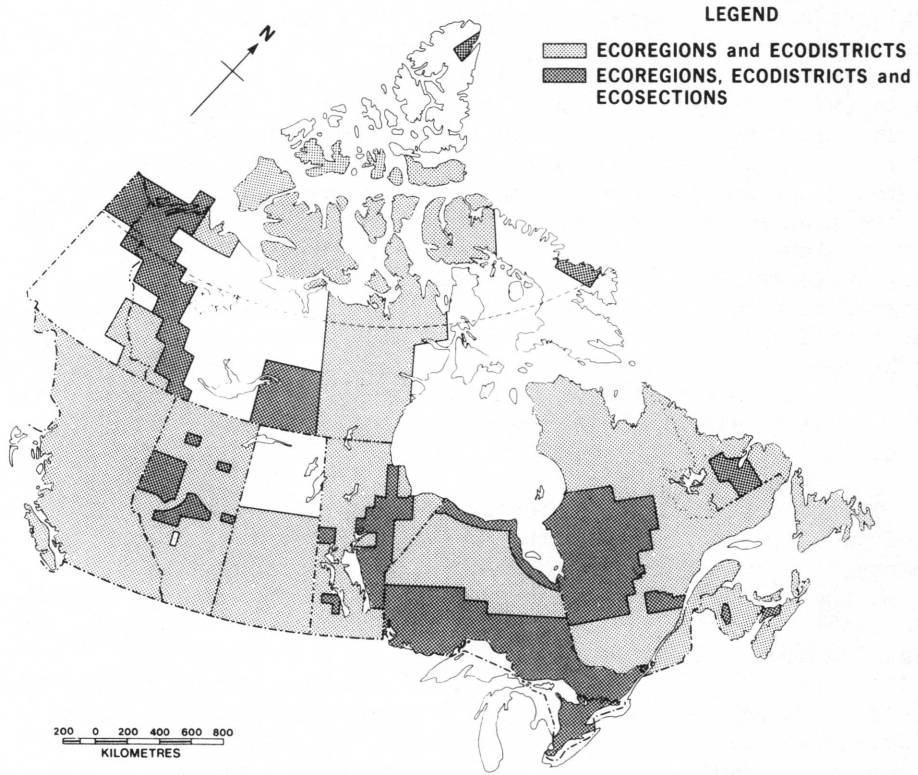 LEGEND
ECOREGIONS and ECODISTRICTS
ECOREGIONS, ECODISTRICTS and
ECOSECTIONS
N
200 0 200 400 600 800
KILOMETRES